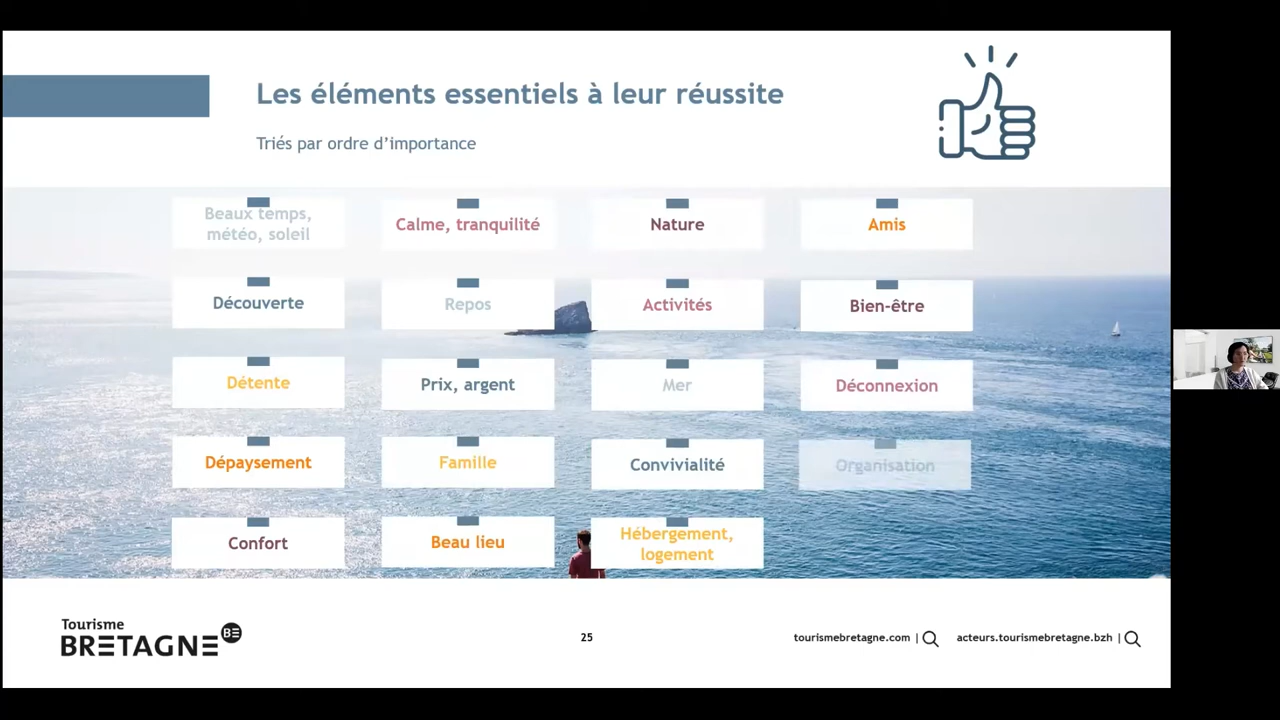 Les éléments essentiels à leur réussite
Triés par ordre d'importance
Beaux temps,
météo, soleil
Calme, tranquilité
Nature
Amis
Découverte
Repos
Activités
Bien-être
Détente
Prix, argent
Mer
Déconnexion
Dépaysement
Famille
Convivialité
Organisation
Confort
Beau lieu
Hébergement,
logement
Tourisme
BRETAGNE BE
25
tourismebretagne.com |
acteurs.tourismebretagne.bzh |